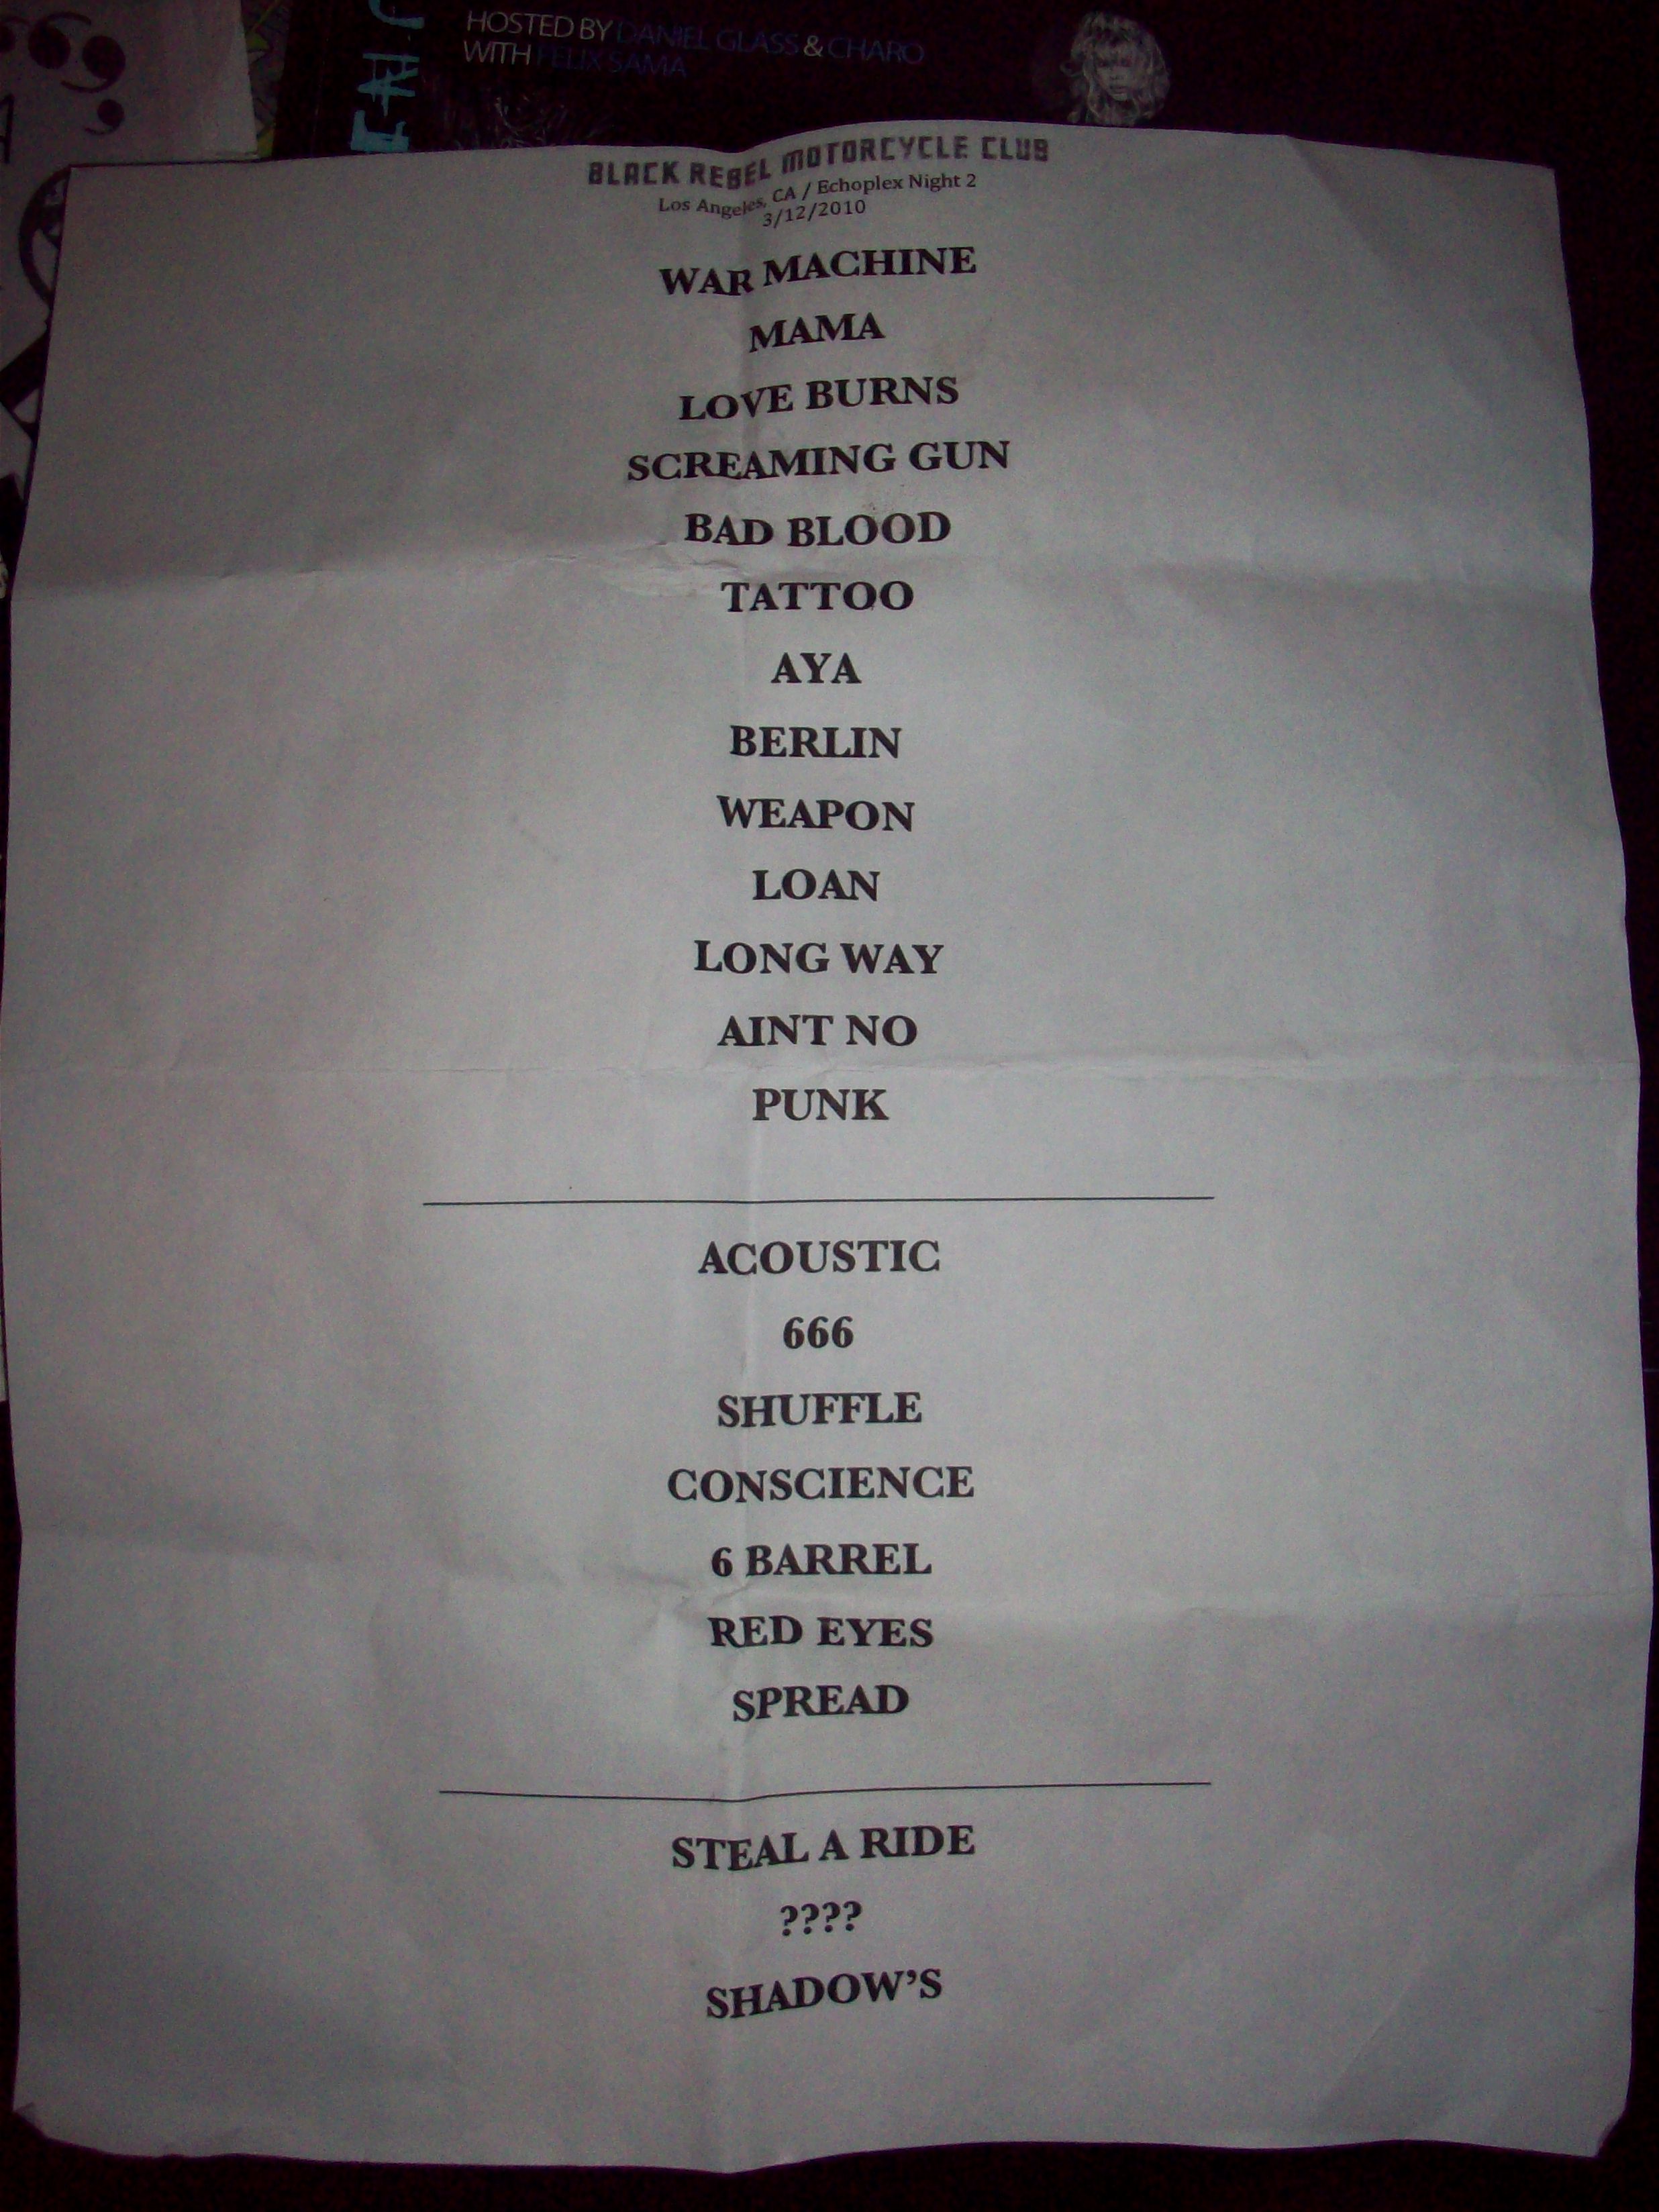 HOSTED BY DANIEL GLASS & CHARO
WITH FELIX SAMA
BLACK REBEL MOTORCYCLE CLUB
Los Angeles, CA / Echoplex Night 2
3/12/2010
WAR MACHINE
MAMA
LOVE BURNS
SCREAMING GUN
BAD BLOOD
TATTOO
AYA
BERLIN
WEAPON
LOAN
LONG WAY
AINT NO
PUNK
ACOUSTIC
666
SHUFFLE
CONSCIENCE
6 BARREL
RED EYES
SPREAD
STEAL A RIDE
????
SHADOW'S